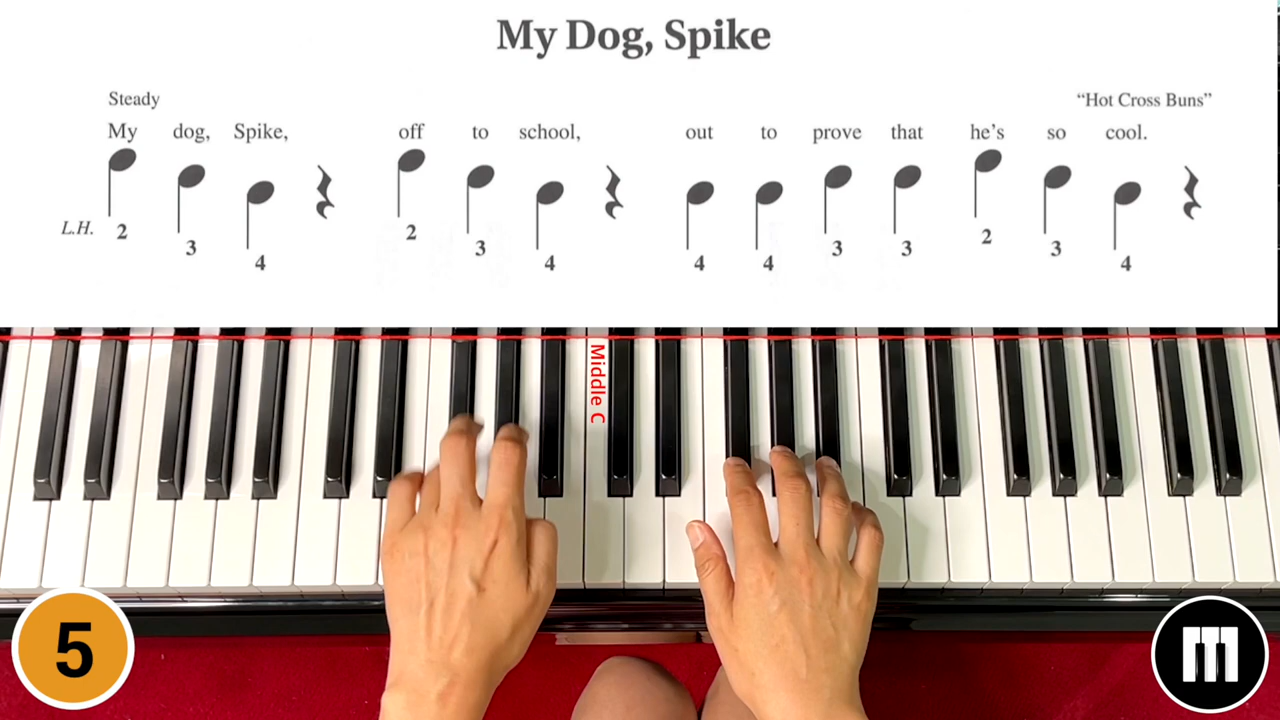 My Dog, Spike
Steady
“Hot Cross Buns”
My dog, Spike, off to school, out to prove that he's so cool.
L.H. 2 3 4 2 3 4 4 4 3 3 2 3 4
Middle C
5
m